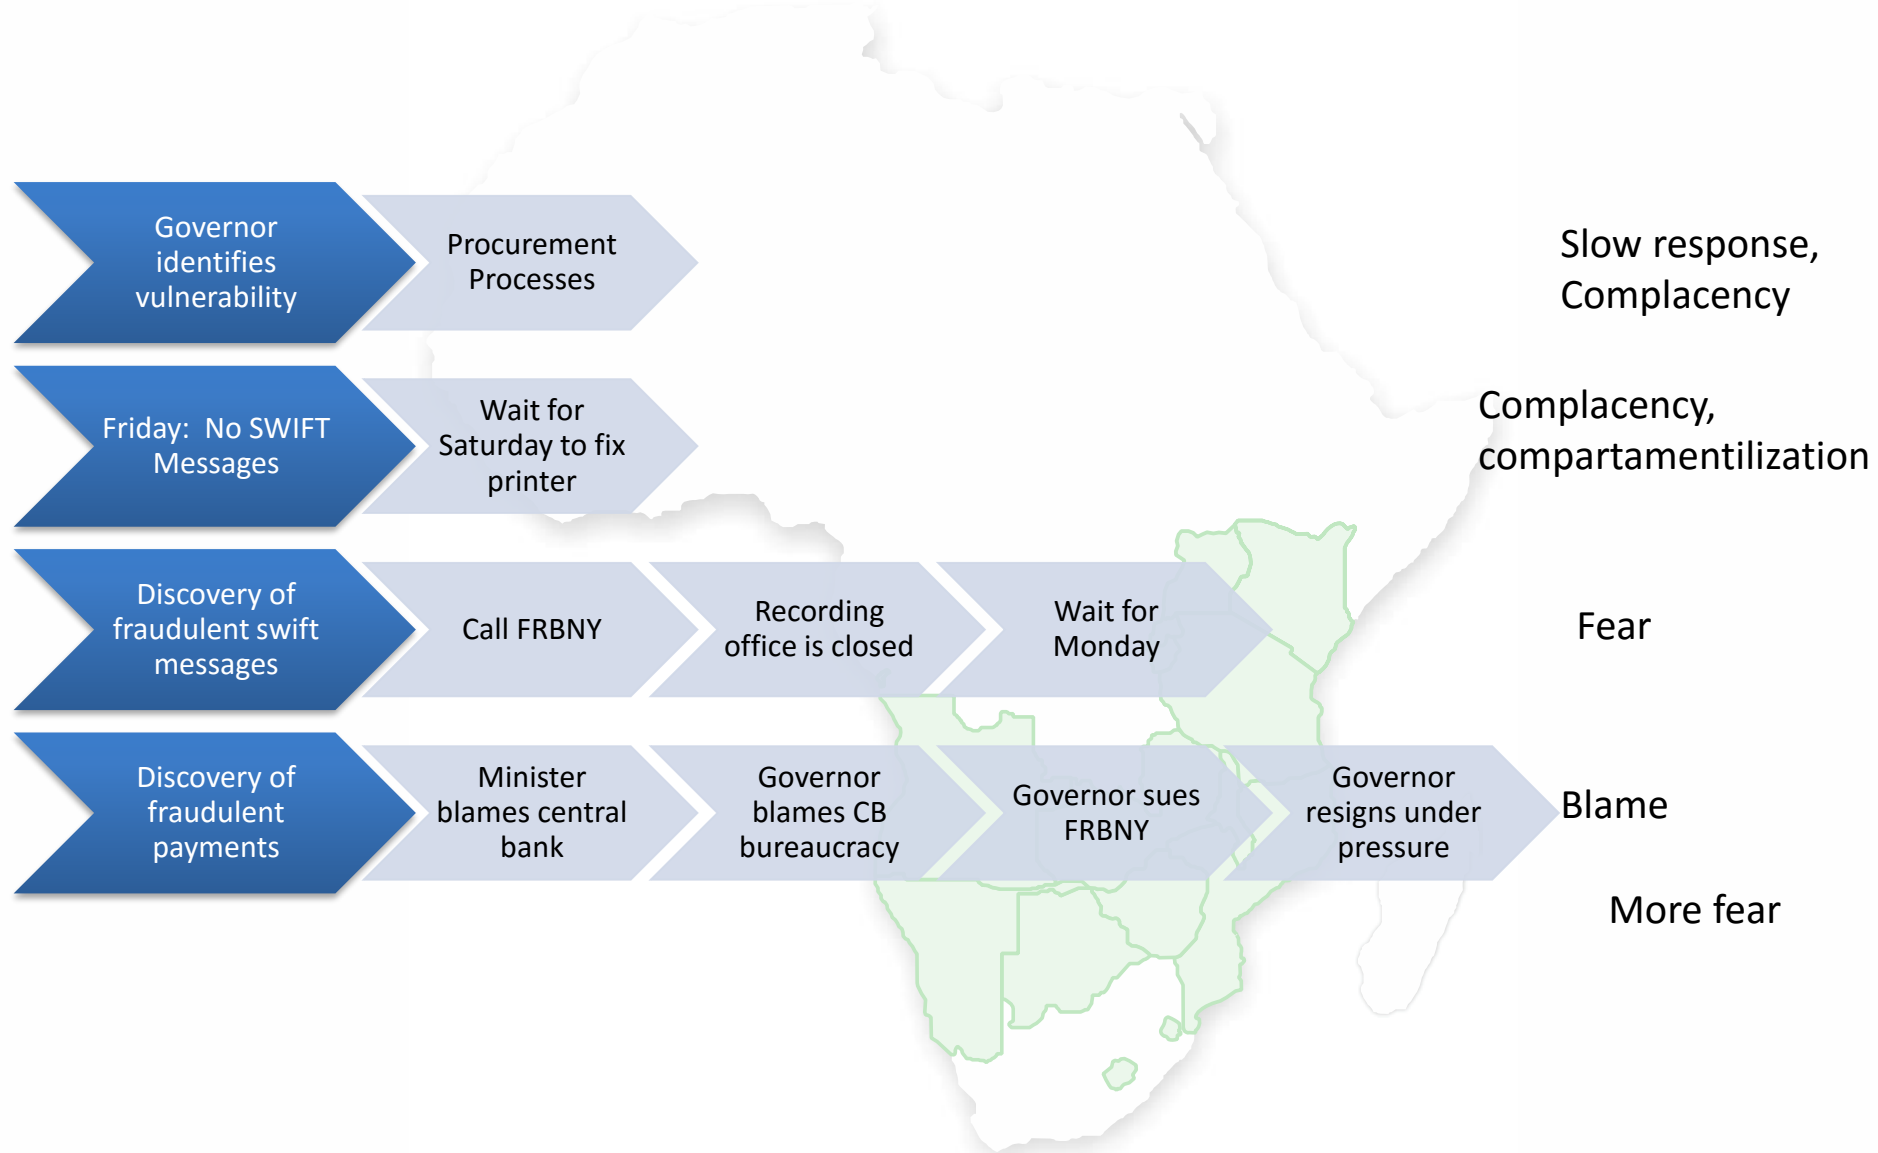 Governor
identifies
vulnerability
Procurement
Processes
Slow response,
Complacency
Friday:  No SWIFT
Messages
Wait for
Saturday to fix
printer
Complacency,
compartamentilization
Discovery of
fraudulent swift
messages
Call FRBNY
Recording
office is closed
Wait for
Monday
Fear
Discovery of
fraudulent
payments
Minister
blames central
bank
Governor
blames CB
bureaucracy
Governor sues
FRBNY
Governor
resigns under
pressure
Blame
More fear